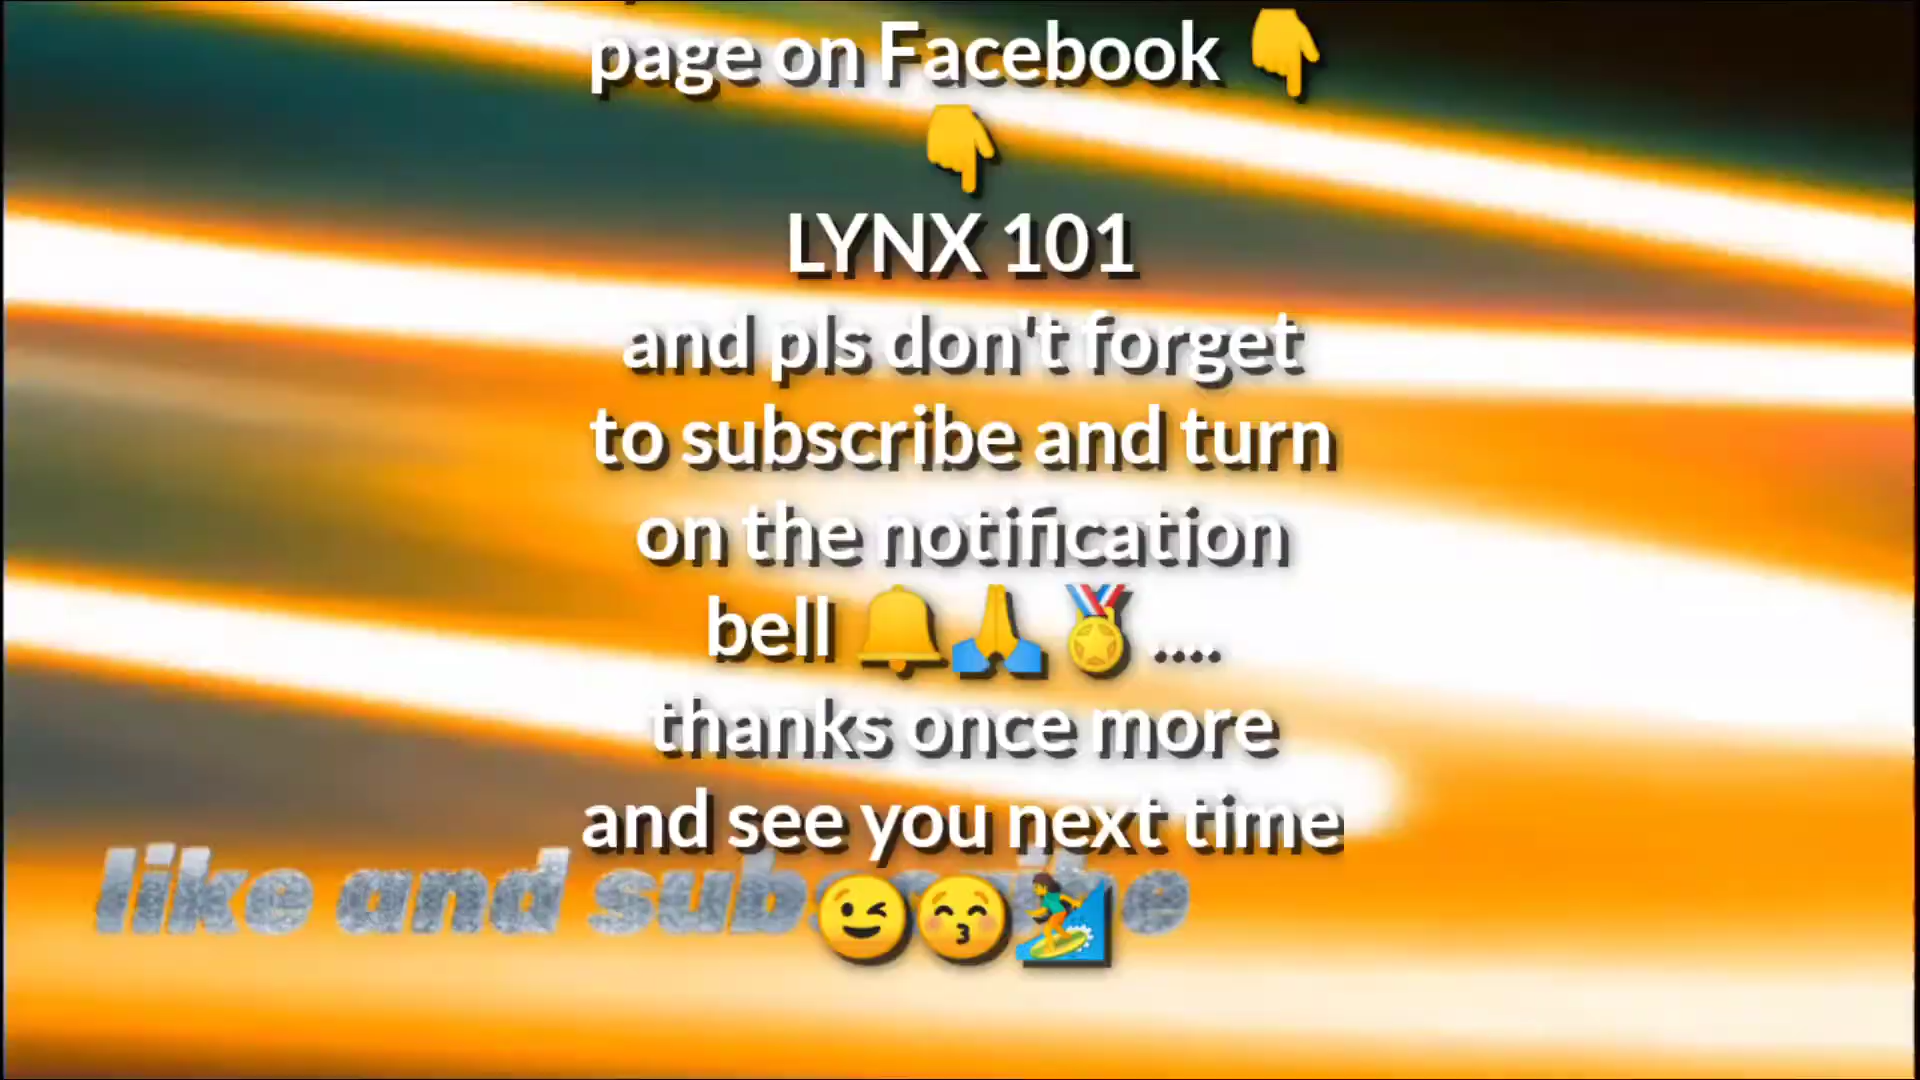 page on Facebook 👇
👇
LYNX 101
and pls don't forget
to subscribe and turn
on the notification
bell 🔔🙏🏅....
thanks once more
and see you next time
😉😙🏄‍♀️
like and subscribe